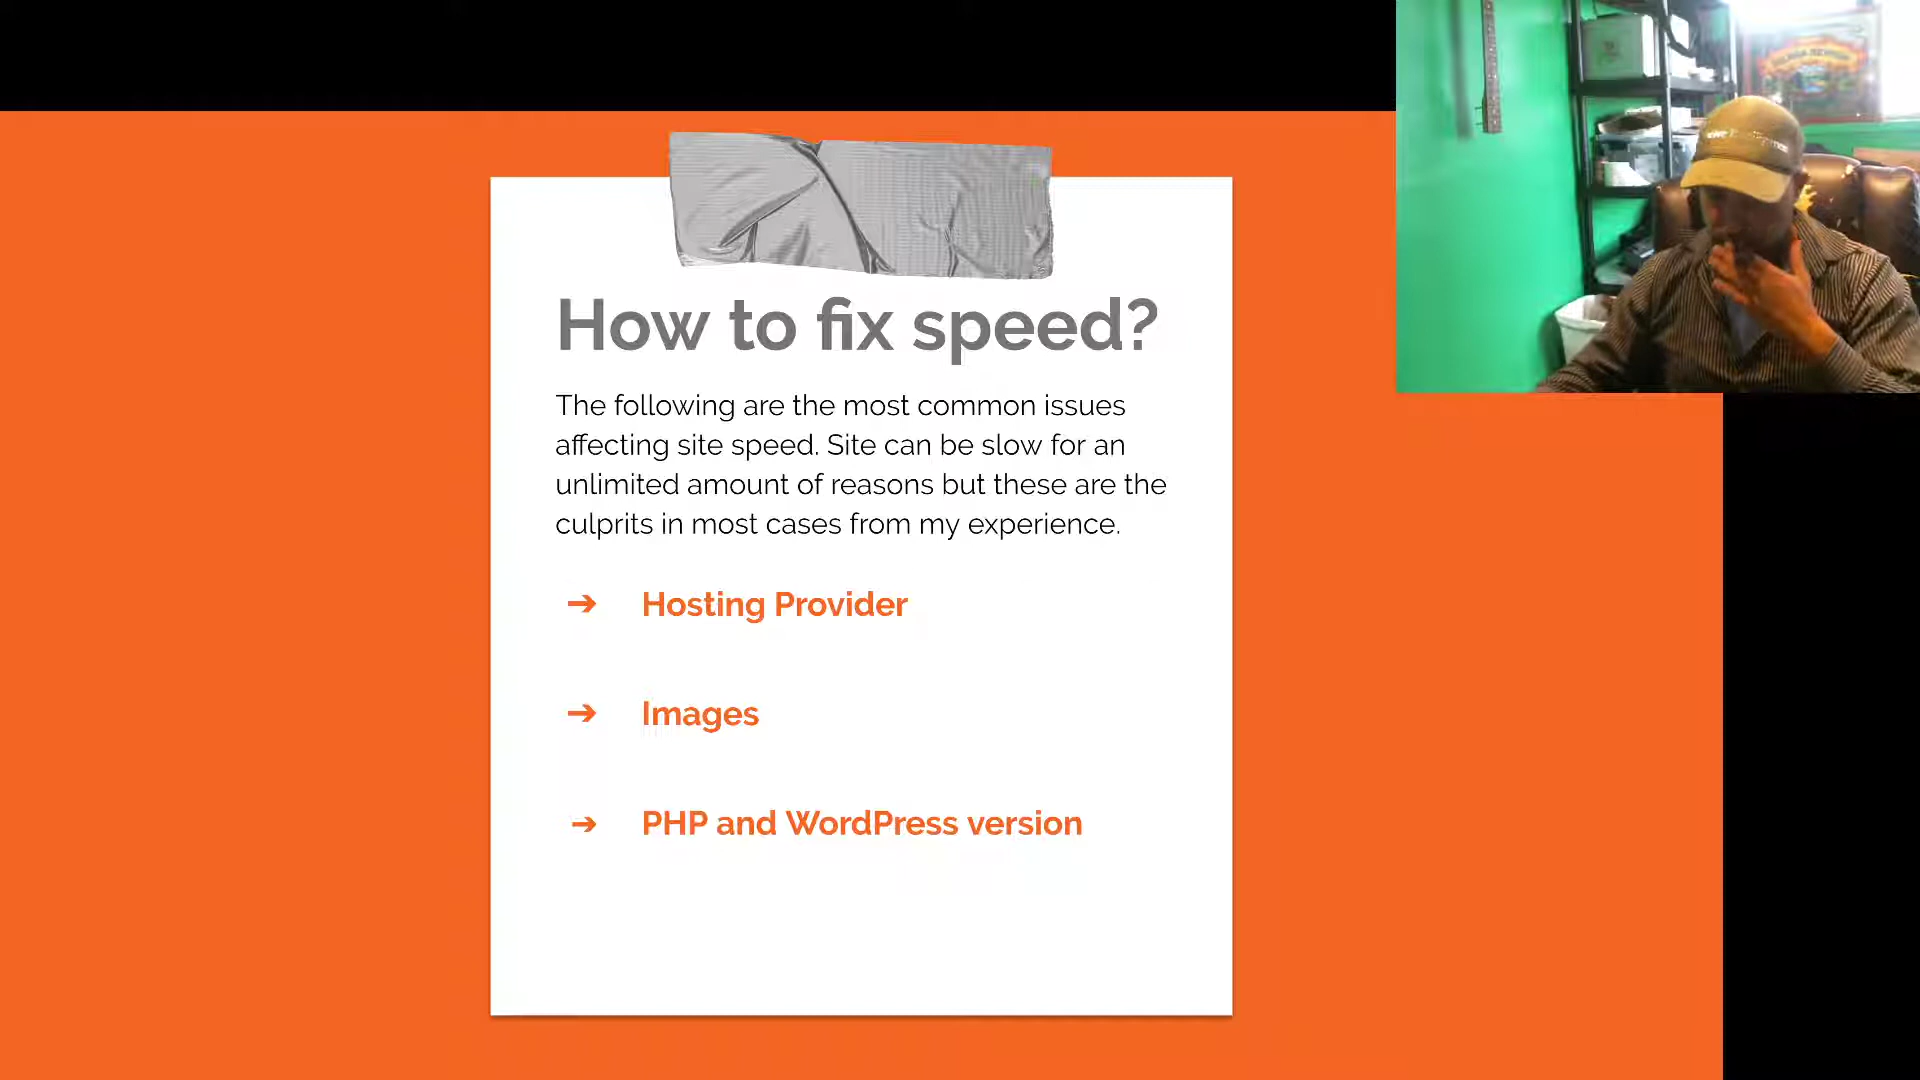 How to fix speed?
The following are the most common issues
affecting site speed. Site can be slow for an
unlimited amount of reasons but these are the
culprits in most cases from my experience.
➔ Hosting Provider
➔ Images
➔ PHP and WordPress version